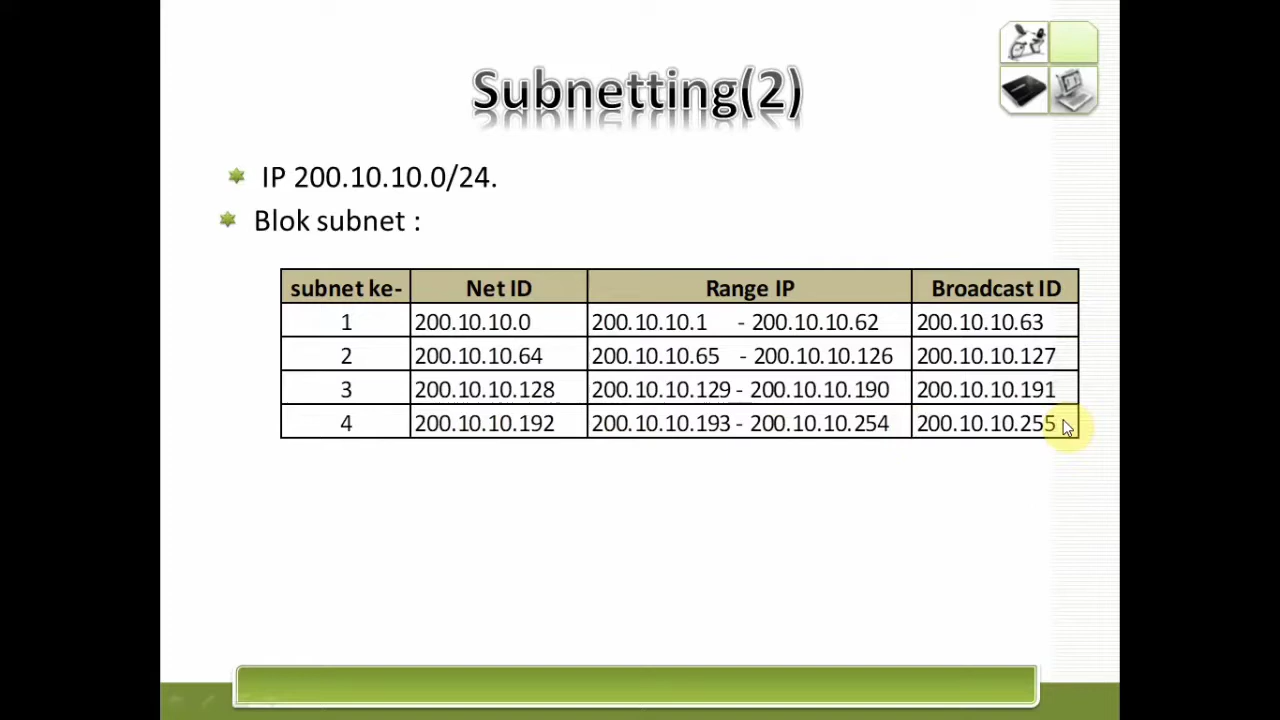 Subnetting(2)
IP 200.10.10.0/24.
Blok subnet :
subnet ke- Net ID Range IP Broadcast ID
1 200.10.10.0 200.10.10.1 - 200.10.10.62 200.10.10.63
2 200.10.10.64 200.10.10.65 - 200.10.10.126 200.10.10.127
3 200.10.10.128 200.10.10.129 - 200.10.10.190 200.10.10.191
4 200.10.10.192 200.10.10.193 - 200.10.10.254 200.10.10.255